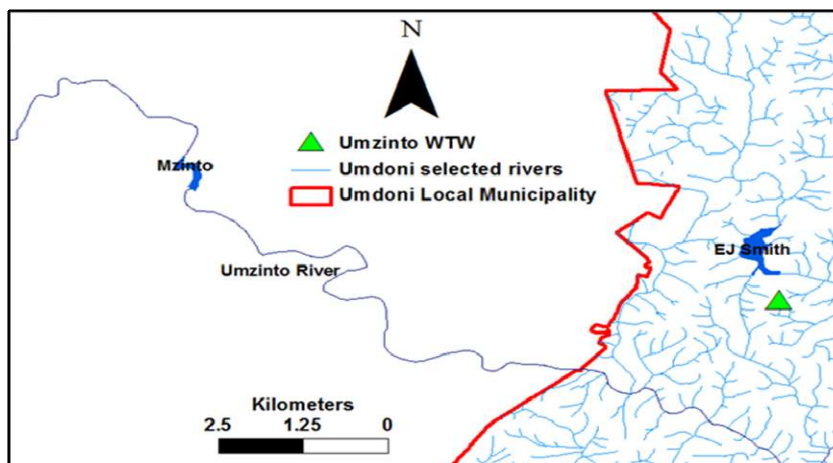 N
Umzinto WTW
Umdoni selected rivers
Umdoni Local Municipality
Mzinto
EJ Smith
Umzinto River
Kilometers
2.5 1.25 0